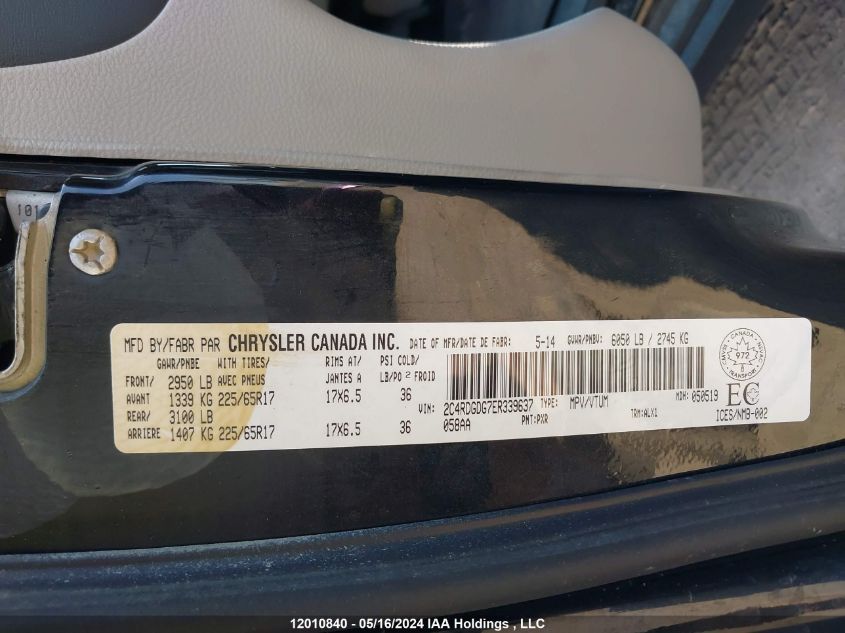 101
MFD BY/FABR PAR CHRYSLER CANADA INC. DATE OF MFR/DATE DE FABR: 5-14 GVWR/PNBV: 6050 LB / 2745 KG
GAWR/PNBE WITH TIRES/ RIMS AT/ PSI COLD/
FRONT/ 2950 LB AVEC PNEUS JANTES A LB/PO² FROID
AVANT 1339 KG 225/65R17 17X6.5 36
REAR/ 3100 LB
ARRIERE 1407 KG 225/65R17 17X6.5 36
VIN: 2C4RDGDG7ER339637 TYPE: MPV/VTUM MDH: 050519
058AA PNT:PXR TRM:ALX1
CANADA
972
TRANSPORT
EC
ICES/NMB-002
12010840 - 05/16/2024 IAA Holdings , LLC